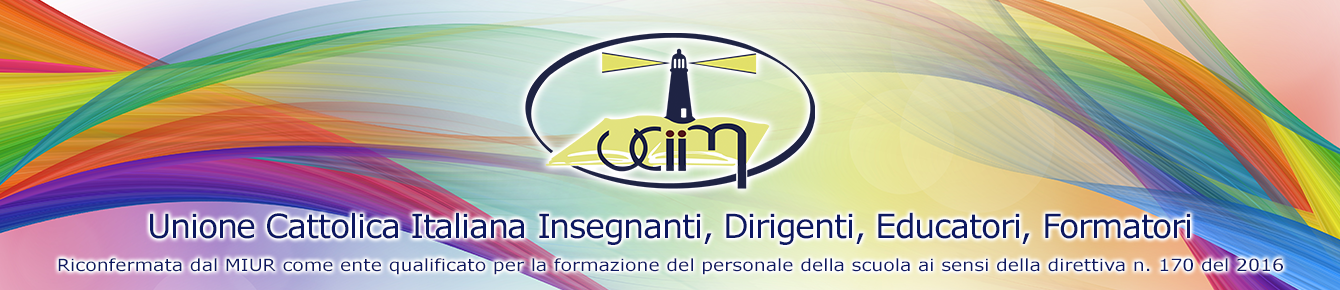 uciim
Unione Cattolica Italiana Insegnanti, Dirigenti, Educatori, Formatori
Riconfermata dal MIUR come ente qualificato per la formazione del personale della scuola ai sensi della direttiva n. 170 del 2016